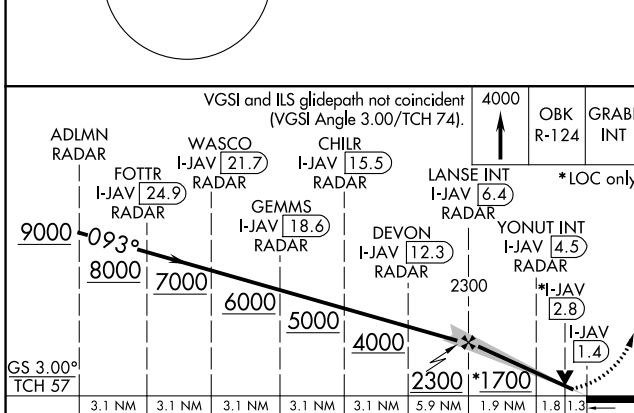 VGSI and ILS glidepath not coincident
(VGSI Angle 3.00/TCH 74).
4000
OBK
R-124
GRABI
INT
*LOC only
ADLMN
RADAR
FOTTR
I-JAV 24.9
RADAR
WASCO
I-JAV 21.7
RADAR
GEMMS
I-JAV 18.6
RADAR
CHILR
I-JAV 15.5
RADAR
DEVON
I-JAV 12.3
RADAR
LANSE INT
I-JAV 6.4
RADAR
YONUT INT
I-JAV 4.5
RADAR
*I-JAV
2.8
I-JAV
1.4
2300
9000
093°
8000
7000
6000
5000
4000
2300
*1700
GS 3.00°
TCH 57
3.1 NM
3.1 NM
3.1 NM
3.1 NM
3.1 NM
5.9 NM
1.9 NM
1.8
1.3